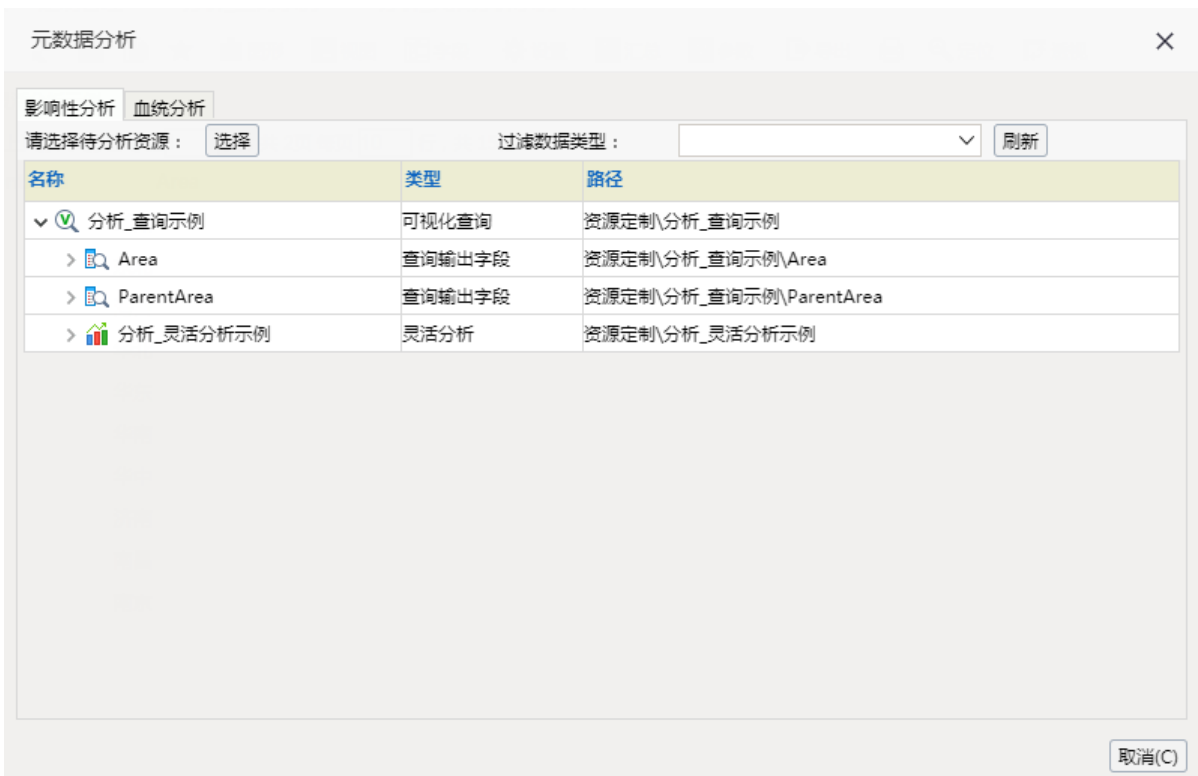 元数据分析
影响性分析 血统分析
请选择待分析资源： 选择 过滤数据类型： 刷新
名称 类型 路径
分析_查询示例 可视化查询 资源定制\分析_查询示例
Area 查询输出字段 资源定制\分析_查询示例\Area
ParentArea 查询输出字段 资源定制\分析_查询示例\ParentArea
分析_灵活分析示例 灵活分析 资源定制\分析_灵活分析示例
取消(C)